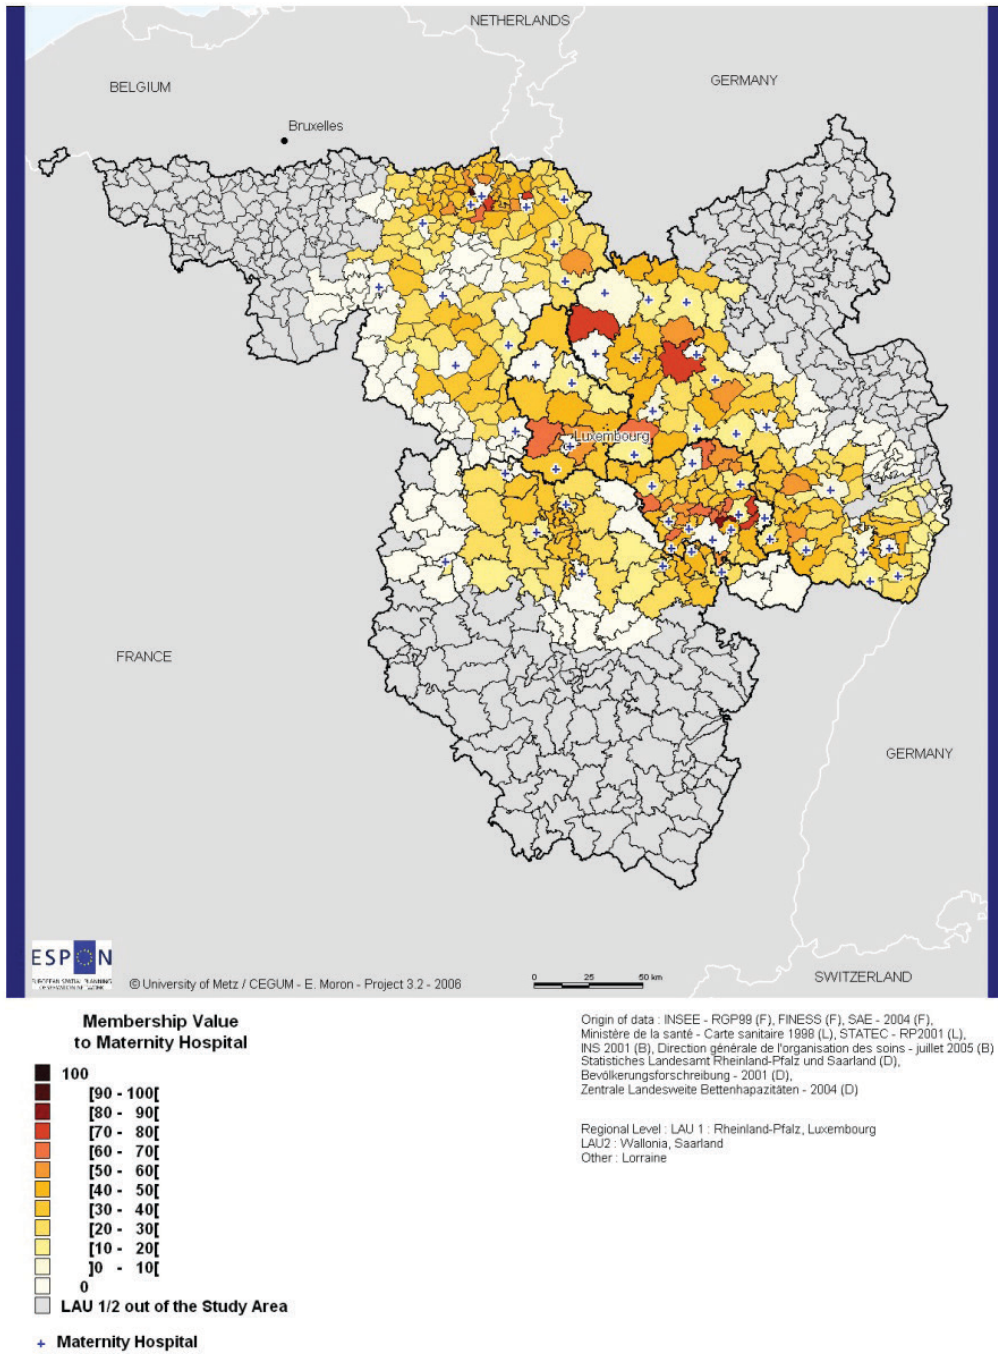 NETHERLANDS
BELGIUM
GERMANY
Bruxelles
Luxembourg
FRANCE
GERMANY
SWITZERLAND
ESPON
EUROPEAN SPATIAL PLANNING
OBSERVATION NETWORK
© University of Metz / CEGUM - E. Moron - Project 3.2 - 2006
0 25 50 km
Membership Value
to Maternity Hospital
100
[90 - 100[
[80 - 90[
[70 - 80[
[60 - 70[
[50 - 60[
[40 - 50[
[30 - 40[
[20 - 30[
[10 - 20[
]0 - 10[
0
LAU 1/2 out of the Study Area
+ Maternity Hospital
Origin of data : INSEE - RGP99 (F), FINESS (F), SAE - 2004 (F),
Ministère de la santé - Carte sanitaire 1998 (L), STATEC - RP2001 (L),
INS 2001 (B), Direction générale de l'organisation des soins - juillet 2005 (B)
Statistiches Landesamt Rheinland-Pfalz und Saarland (D),
Bevölkerungsforschreibung - 2001 (D),
Zentrale Landesweite Bettenhapazitäten - 2004 (D)
Regional Level : LAU 1 : Rheinland-Pfalz, Luxembourg
LAU2 : Wallonia, Saarland
Other : Lorraine